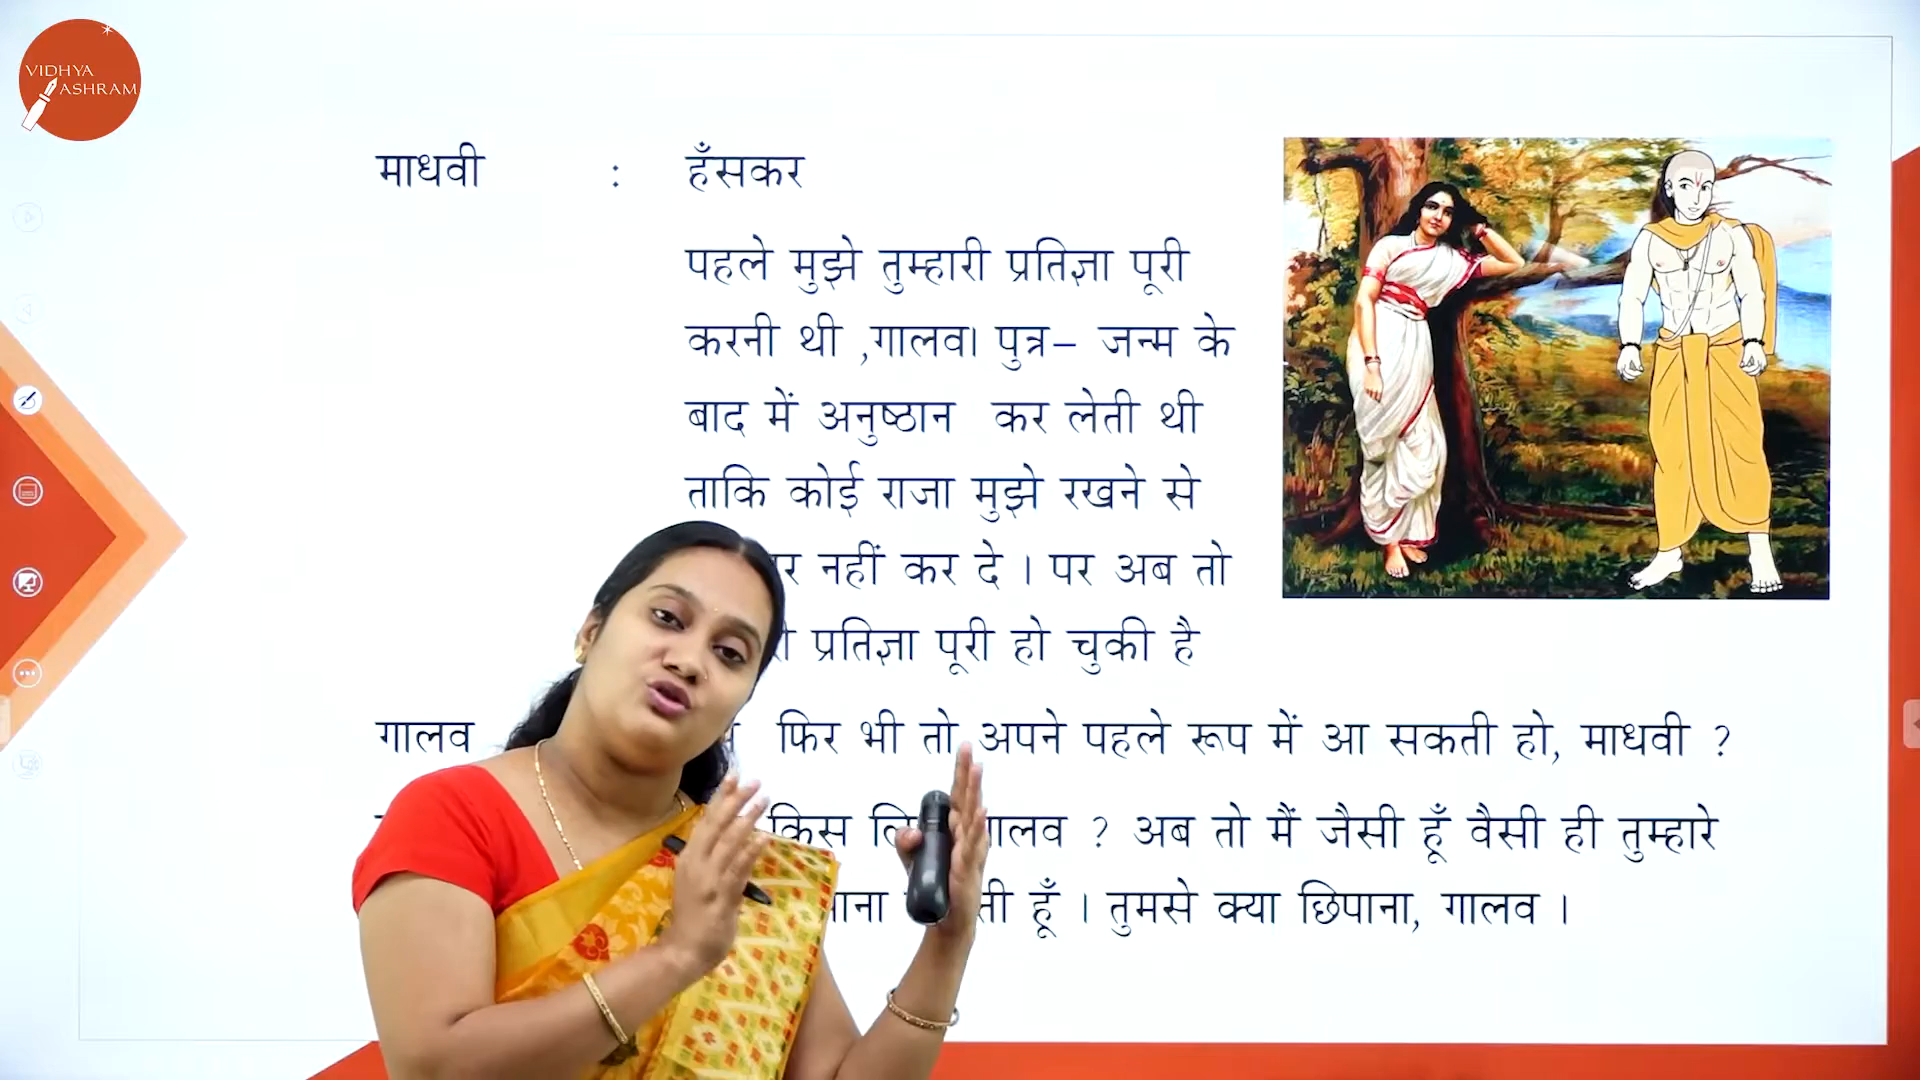 VIDHYA
ASHRAM
माधवी : हँसकर
पहले मुझे तुम्हारी प्रतिज्ञा पूरी
करनी थी ,गालव। पुत्र– जन्म के
बाद में अनुष्ठान कर लेती थी
ताकि कोई राजा मुझे रखने से
नहीं कर दे । पर अब तो
प्रतिज्ञा पूरी हो चुकी है
गालव फिर भी तो अपने पहले रूप में आ सकती हो, माधवी ?
किस गालव ? अब तो मैं जैसी हूँ वैसी ही तुम्हारे
हूँ । तुमसे क्या छिपाना, गालव ।